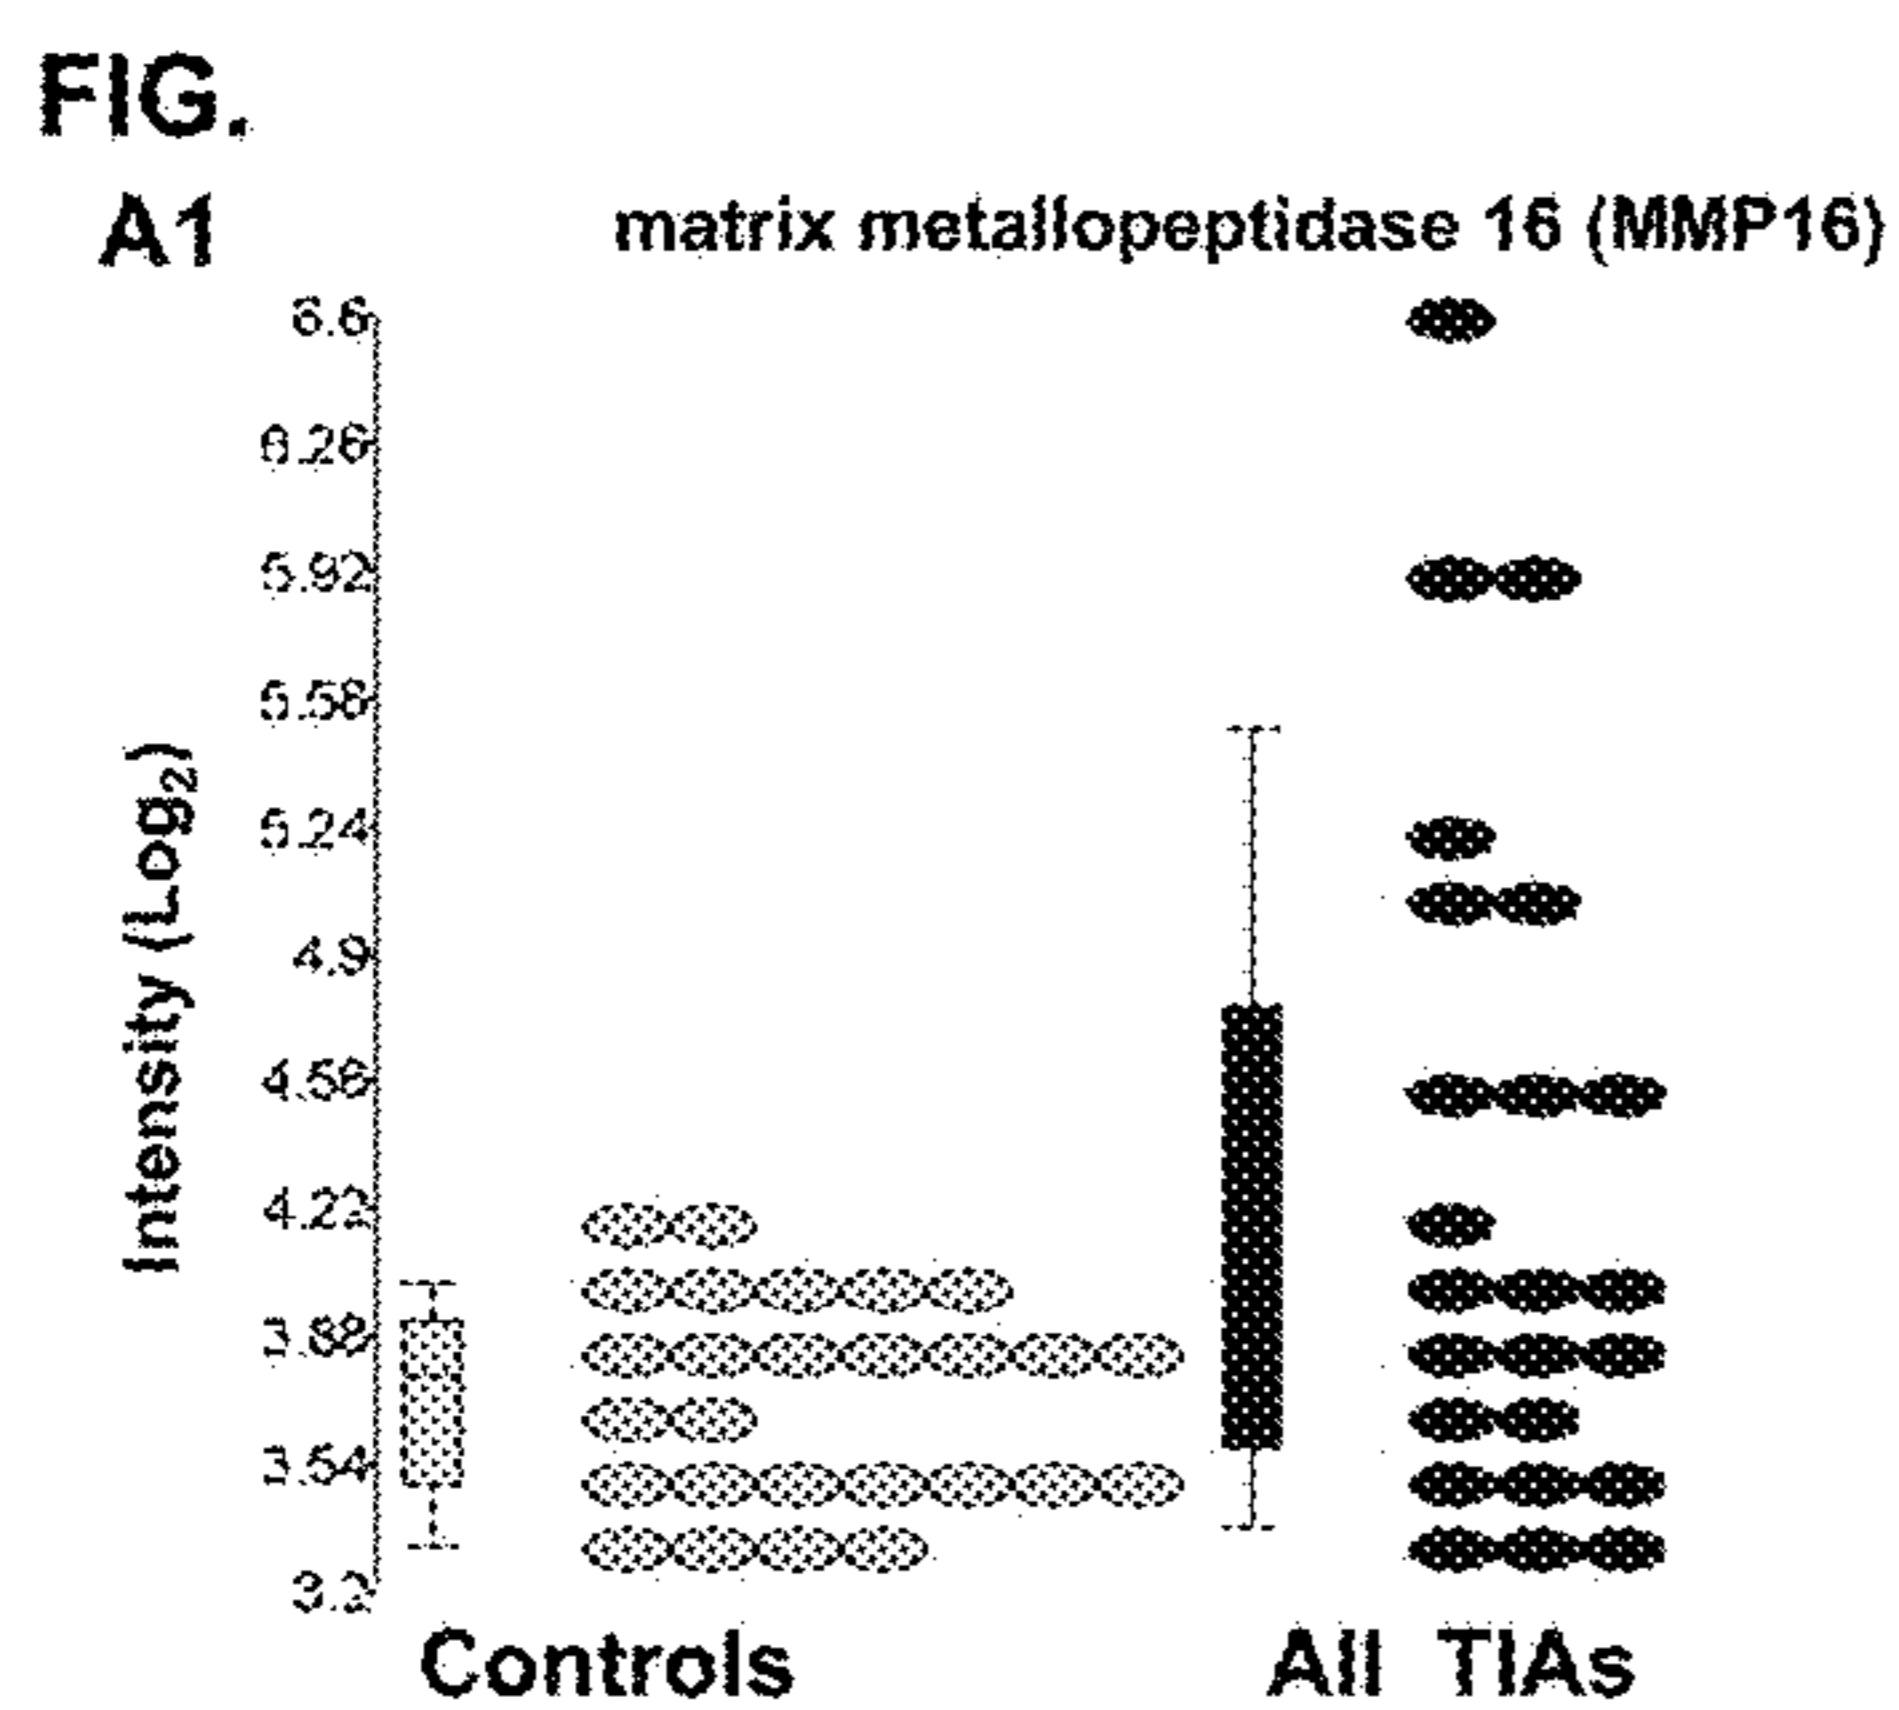 FIG.
A1
matrix metallopeptidase 16 (MMP16)
6.6
6.26
5.92
5.58
5.24
4.9
4.56
4.22
3.88
3.54
3.2
Intensity (Log₂)
Controls
All TIAs